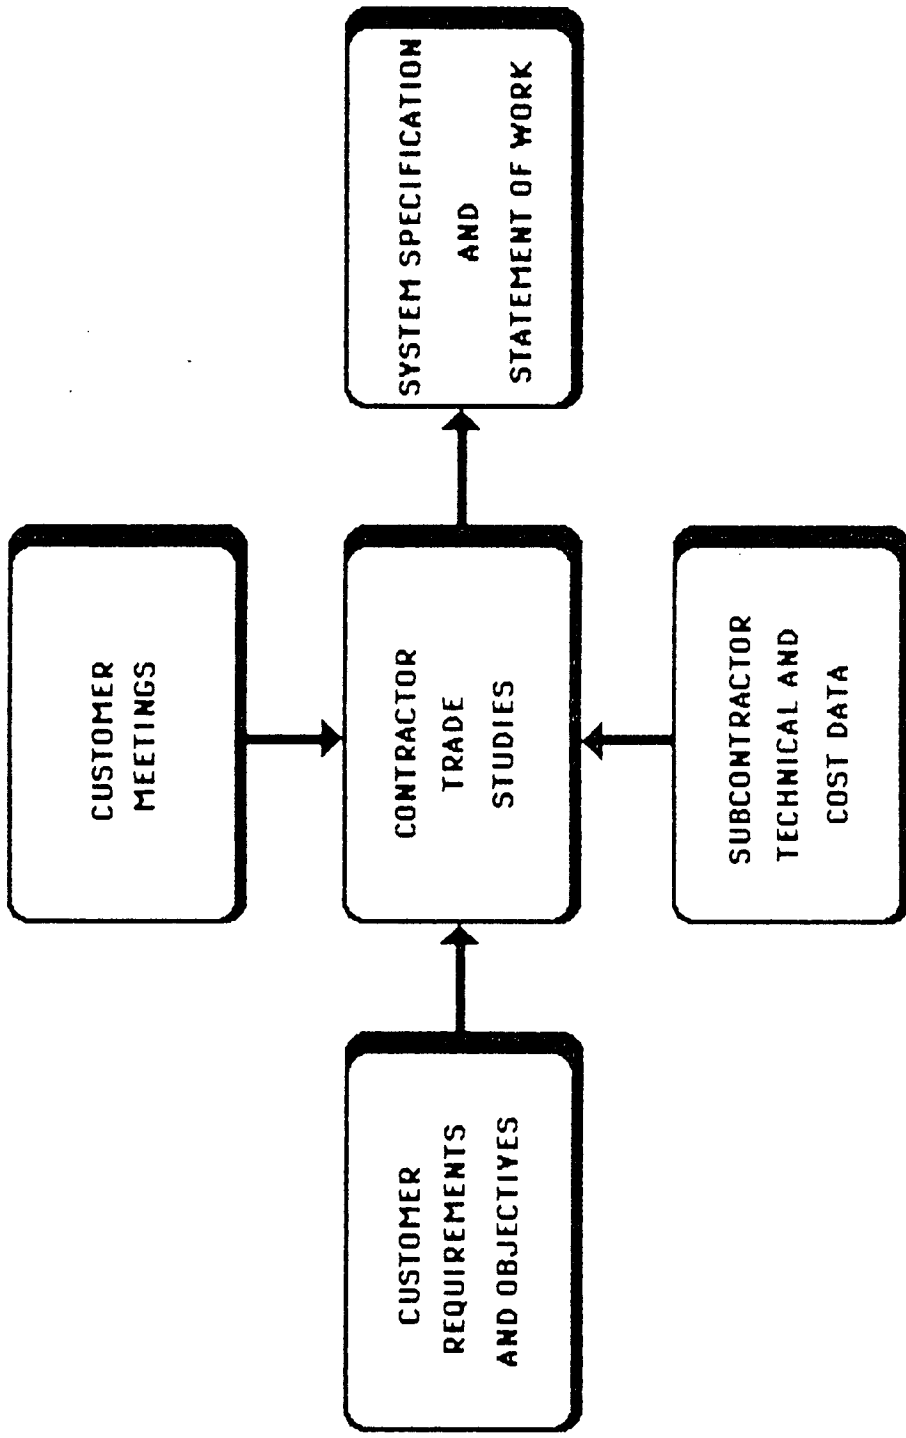 CUSTOMER
MEETINGS
CUSTOMER
REQUIREMENTS
AND OBJECTIVES
CONTRACTOR
TRADE
STUDIES
SYSTEM SPECIFICATION
AND
STATEMENT OF WORK
SUBCONTRACTOR
TECHNICAL AND
COST DATA